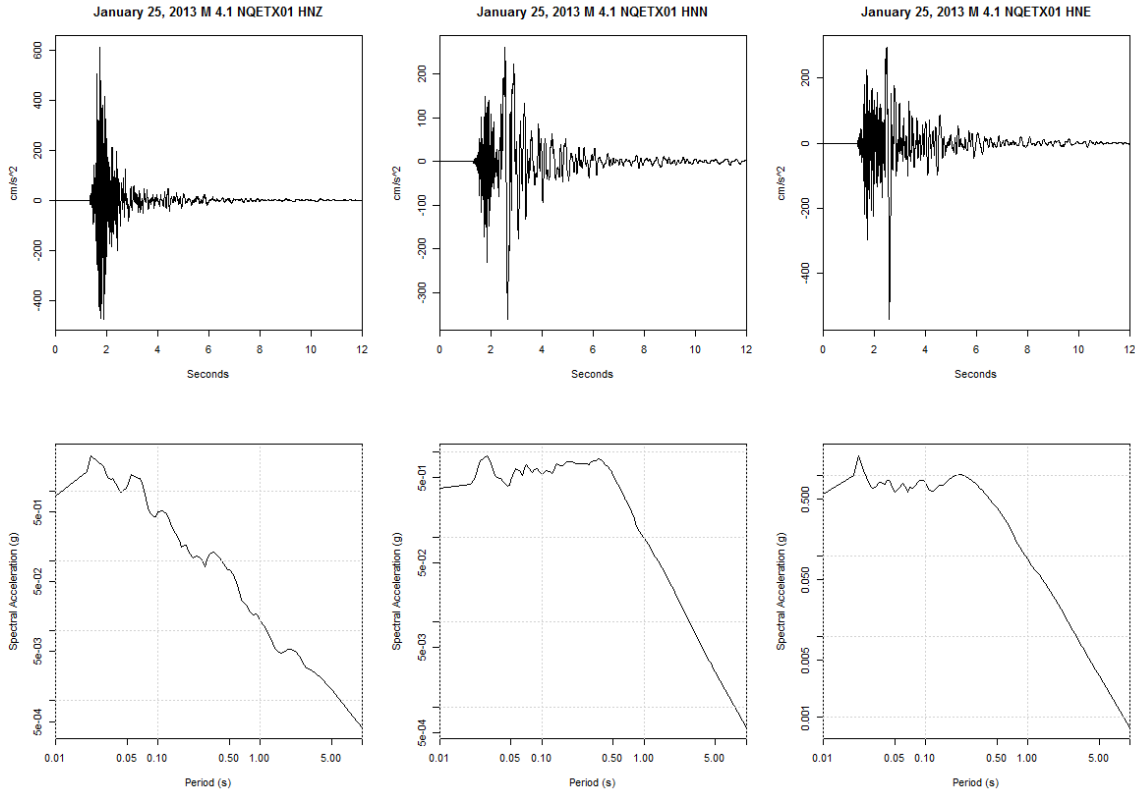 January 25, 2013 M 4.1 NQETX01 HNZ
cm/s^2
600
400
200
0
-200
-400
0 2 4 6 8 10 12
Seconds
January 25, 2013 M 4.1 NQETX01 HNN
cm/s^2
200
100
0
-100
-200
-300
0 2 4 6 8 10 12
Seconds
January 25, 2013 M 4.1 NQETX01 HNE
cm/s^2
200
0
-200
-400
0 2 4 6 8 10 12
Seconds
Spectral Acceleration (g)
5e-01
5e-02
5e-03
5e-04
0.01 0.05 0.10 0.50 1.00 5.00
Period (s)
Spectral Acceleration (g)
5e-01
5e-02
5e-03
5e-04
0.01 0.05 0.10 0.50 1.00 5.00
Period (s)
Spectral Acceleration (g)
0.500
0.050
0.005
0.001
0.01 0.05 0.10 0.50 1.00 5.00
Period (s)